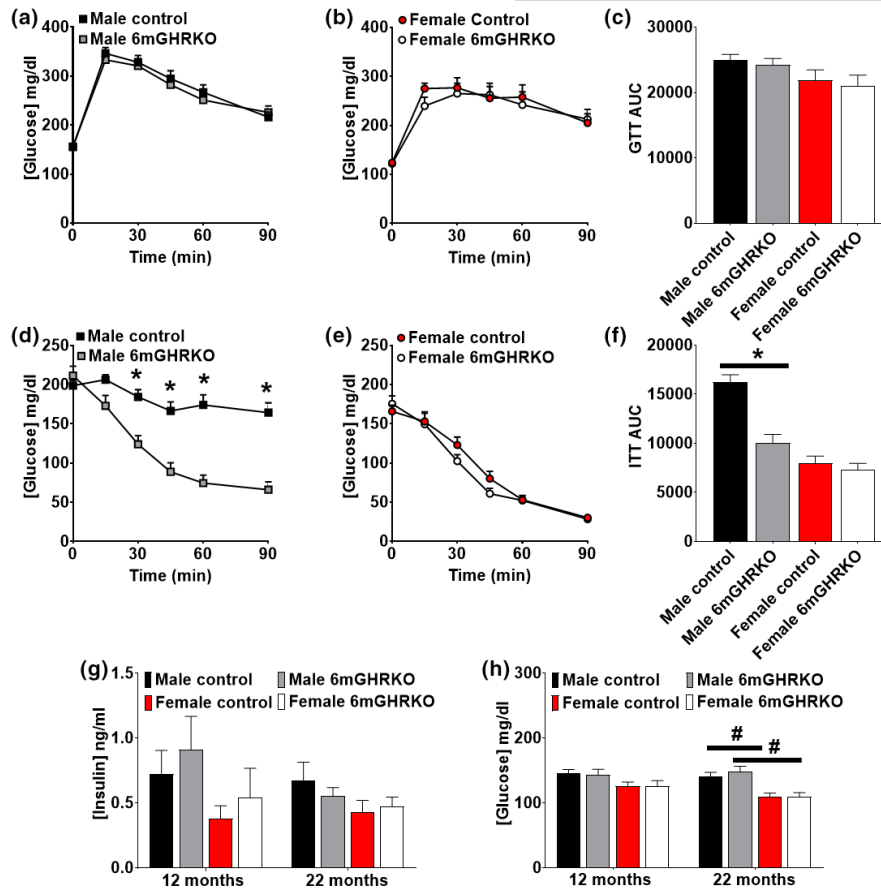 (a)
Male control
Male 6mGHRKO
[Glucose] mg/dl
400
300
200
100
0
0 30 60 90
Time (min)
(b)
Female Control
Female 6mGHRKO
[Glucose] mg/dl
400
300
200
100
0
0 30 60 90
Time (min)
(c)
GTT AUC
30000
20000
10000
0
Male control
Male 6mGHRKO
Female control
Female 6mGHRKO
(d)
Male control
Male 6mGHRKO
[Glucose] mg/dl
250
200
150
100
50
0
* * * *
0 30 60 90
Time (min)
(e)
Female control
Female 6mGHRKO
[Glucose] mg/dl
250
200
150
100
50
0
0 30 60 90
Time (min)
(f)
ITT AUC
20000
15000
10000
5000
0
*
Male control
Male 6mGHRKO
Female control
Female 6mGHRKO
(g)
Male control
Male 6mGHRKO
Female control
Female 6mGHRKO
[Insulin] ng/ml
1.5
1.0
0.5
0.0
12 months 22 months
(h)
Male control
Male 6mGHRKO
Female control
Female 6mGHRKO
[Glucose] mg/dl
300
200
100
0
#
#
12 months 22 months